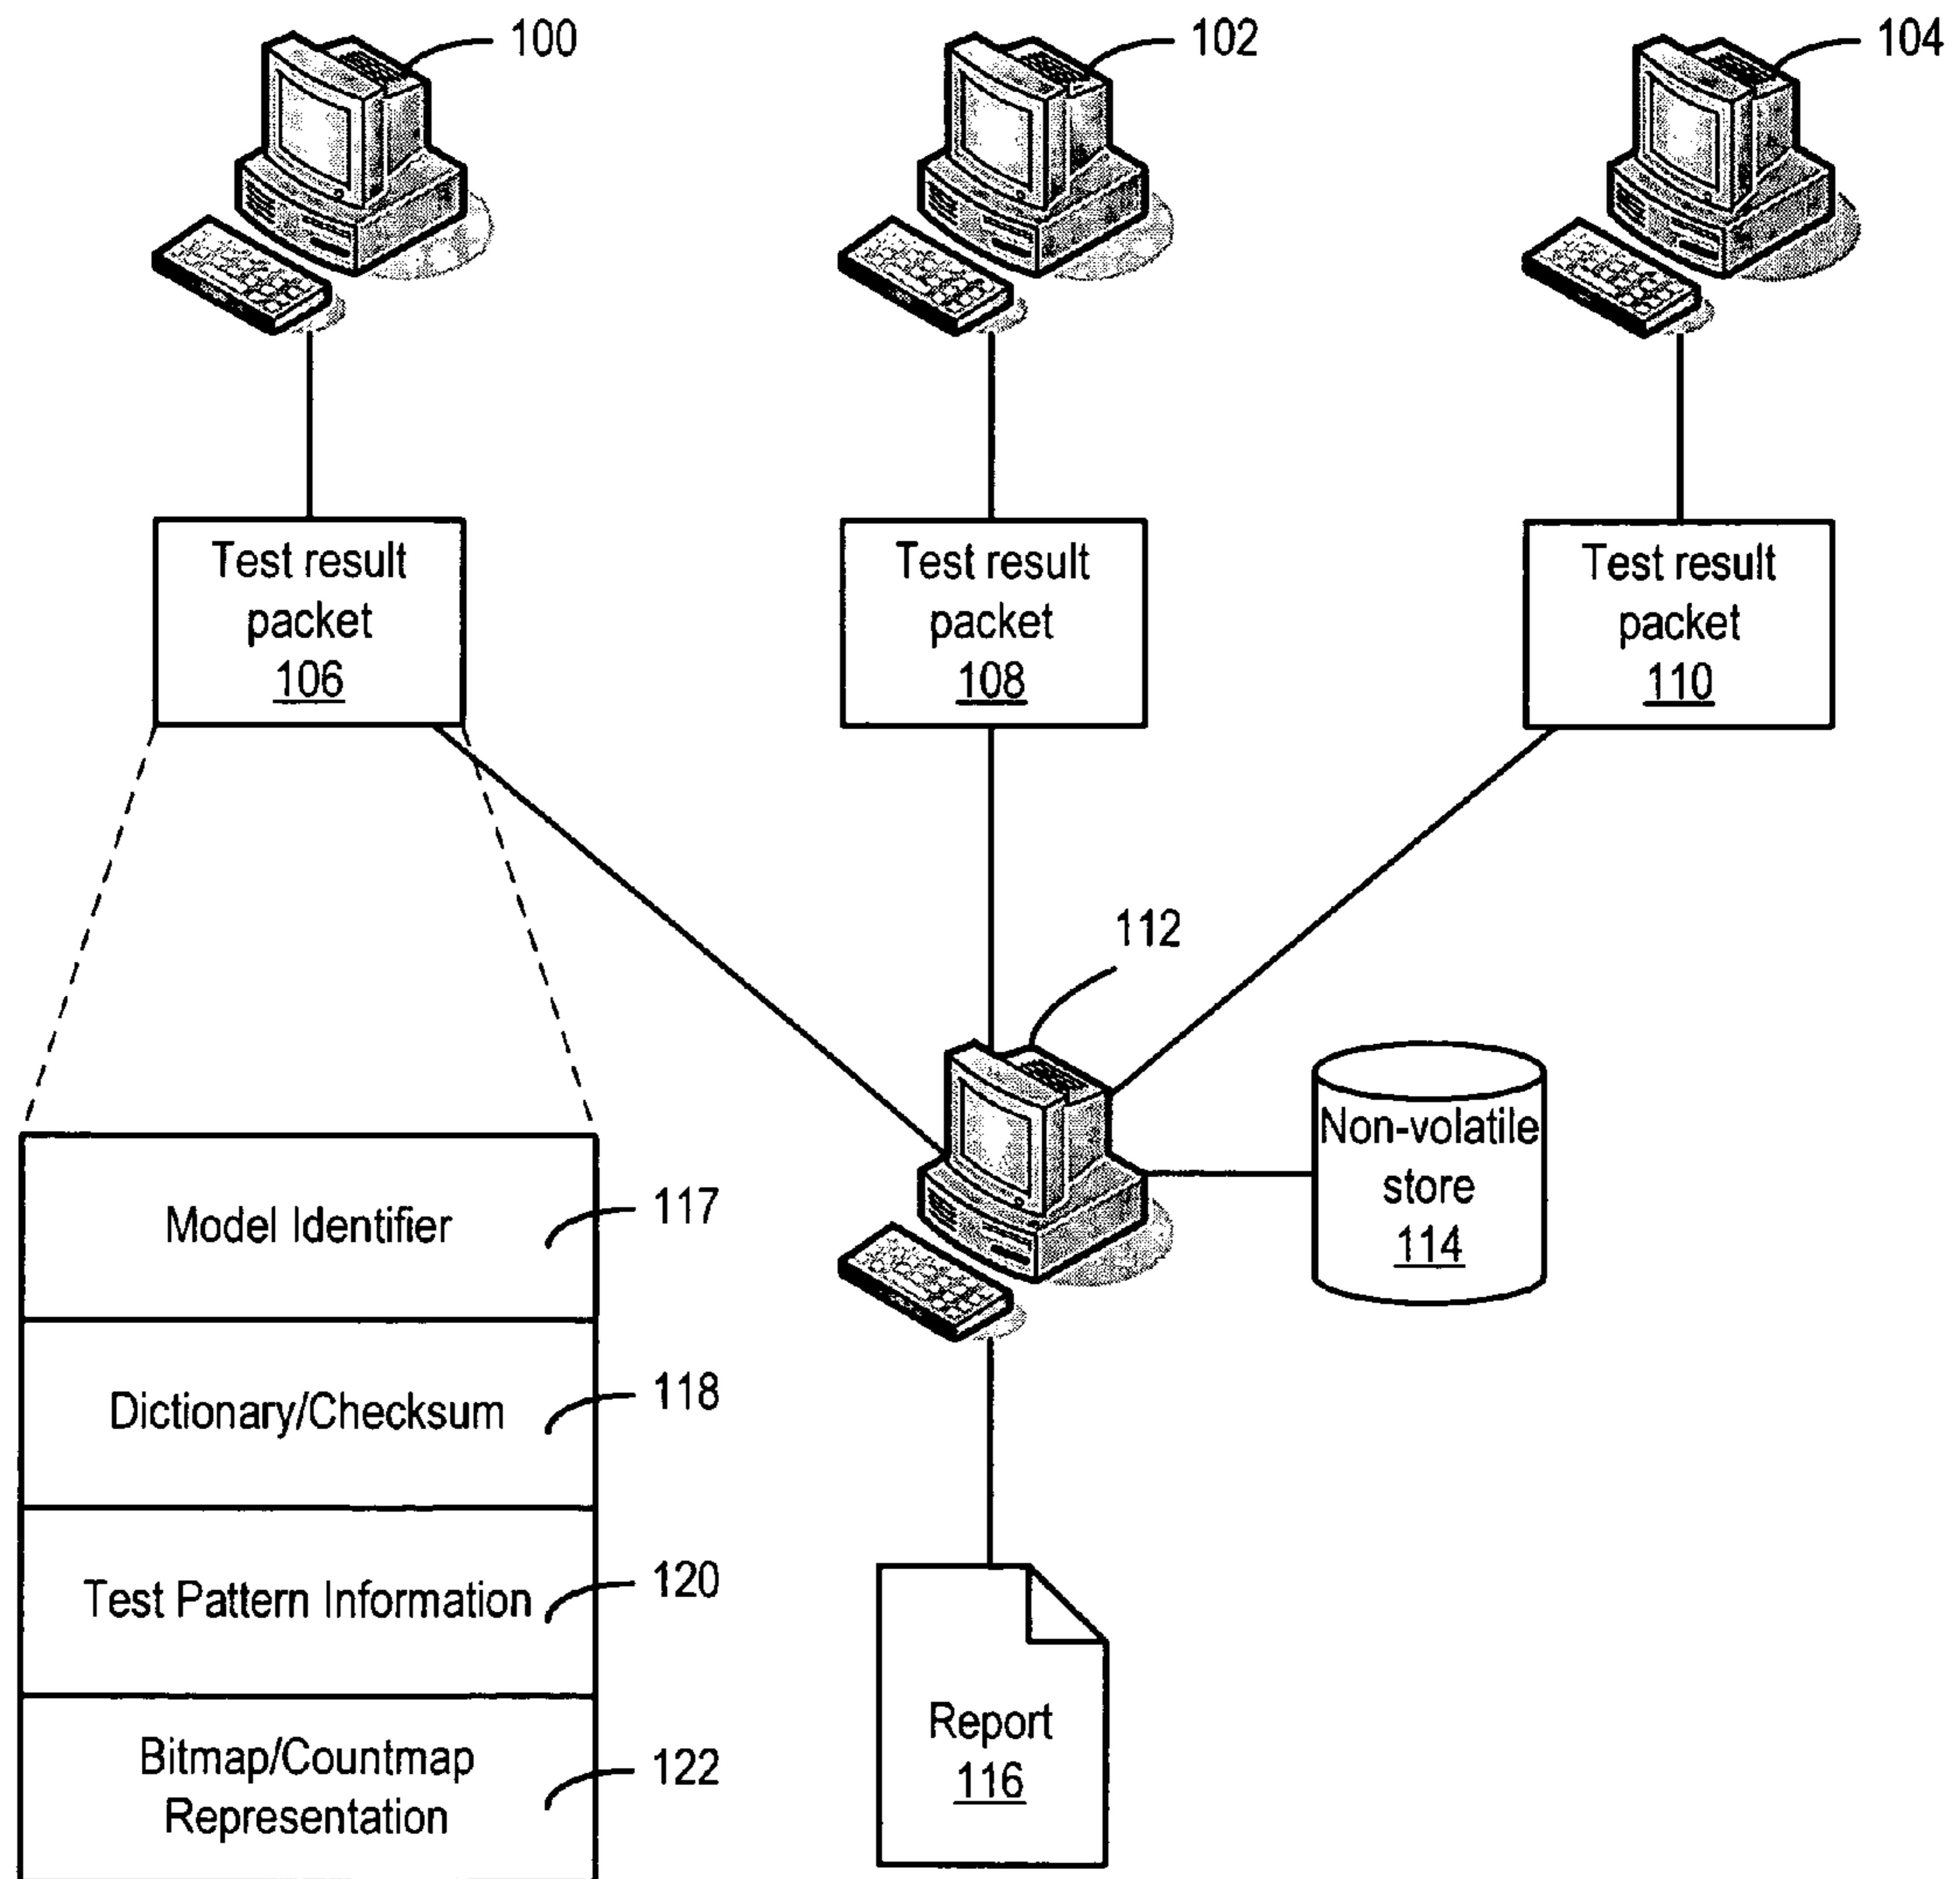 100
102
104
Test result
packet
106
Test result
packet
108
Test result
packet
110
112
Non-volatile
store
114
Model Identifier
117
Dictionary/Checksum
118
Test Pattern Information
120
Bitmap/Countmap
Representation
122
Report
116